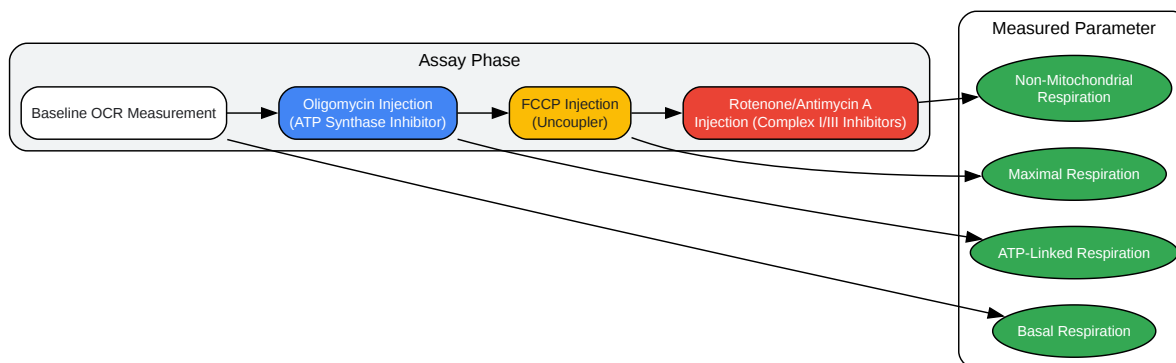 Measured Parameter
Assay Phase
Baseline OCR Measurement
Oligomycin Injection
(ATP Synthase Inhibitor)
FCCP Injection
(Uncoupler)
Rotenone/Antimycin A
Injection (Complex I/III Inhibitors)
Non-Mitochondrial
Respiration
Maximal Respiration
ATP-Linked Respiration
Basal Respiration